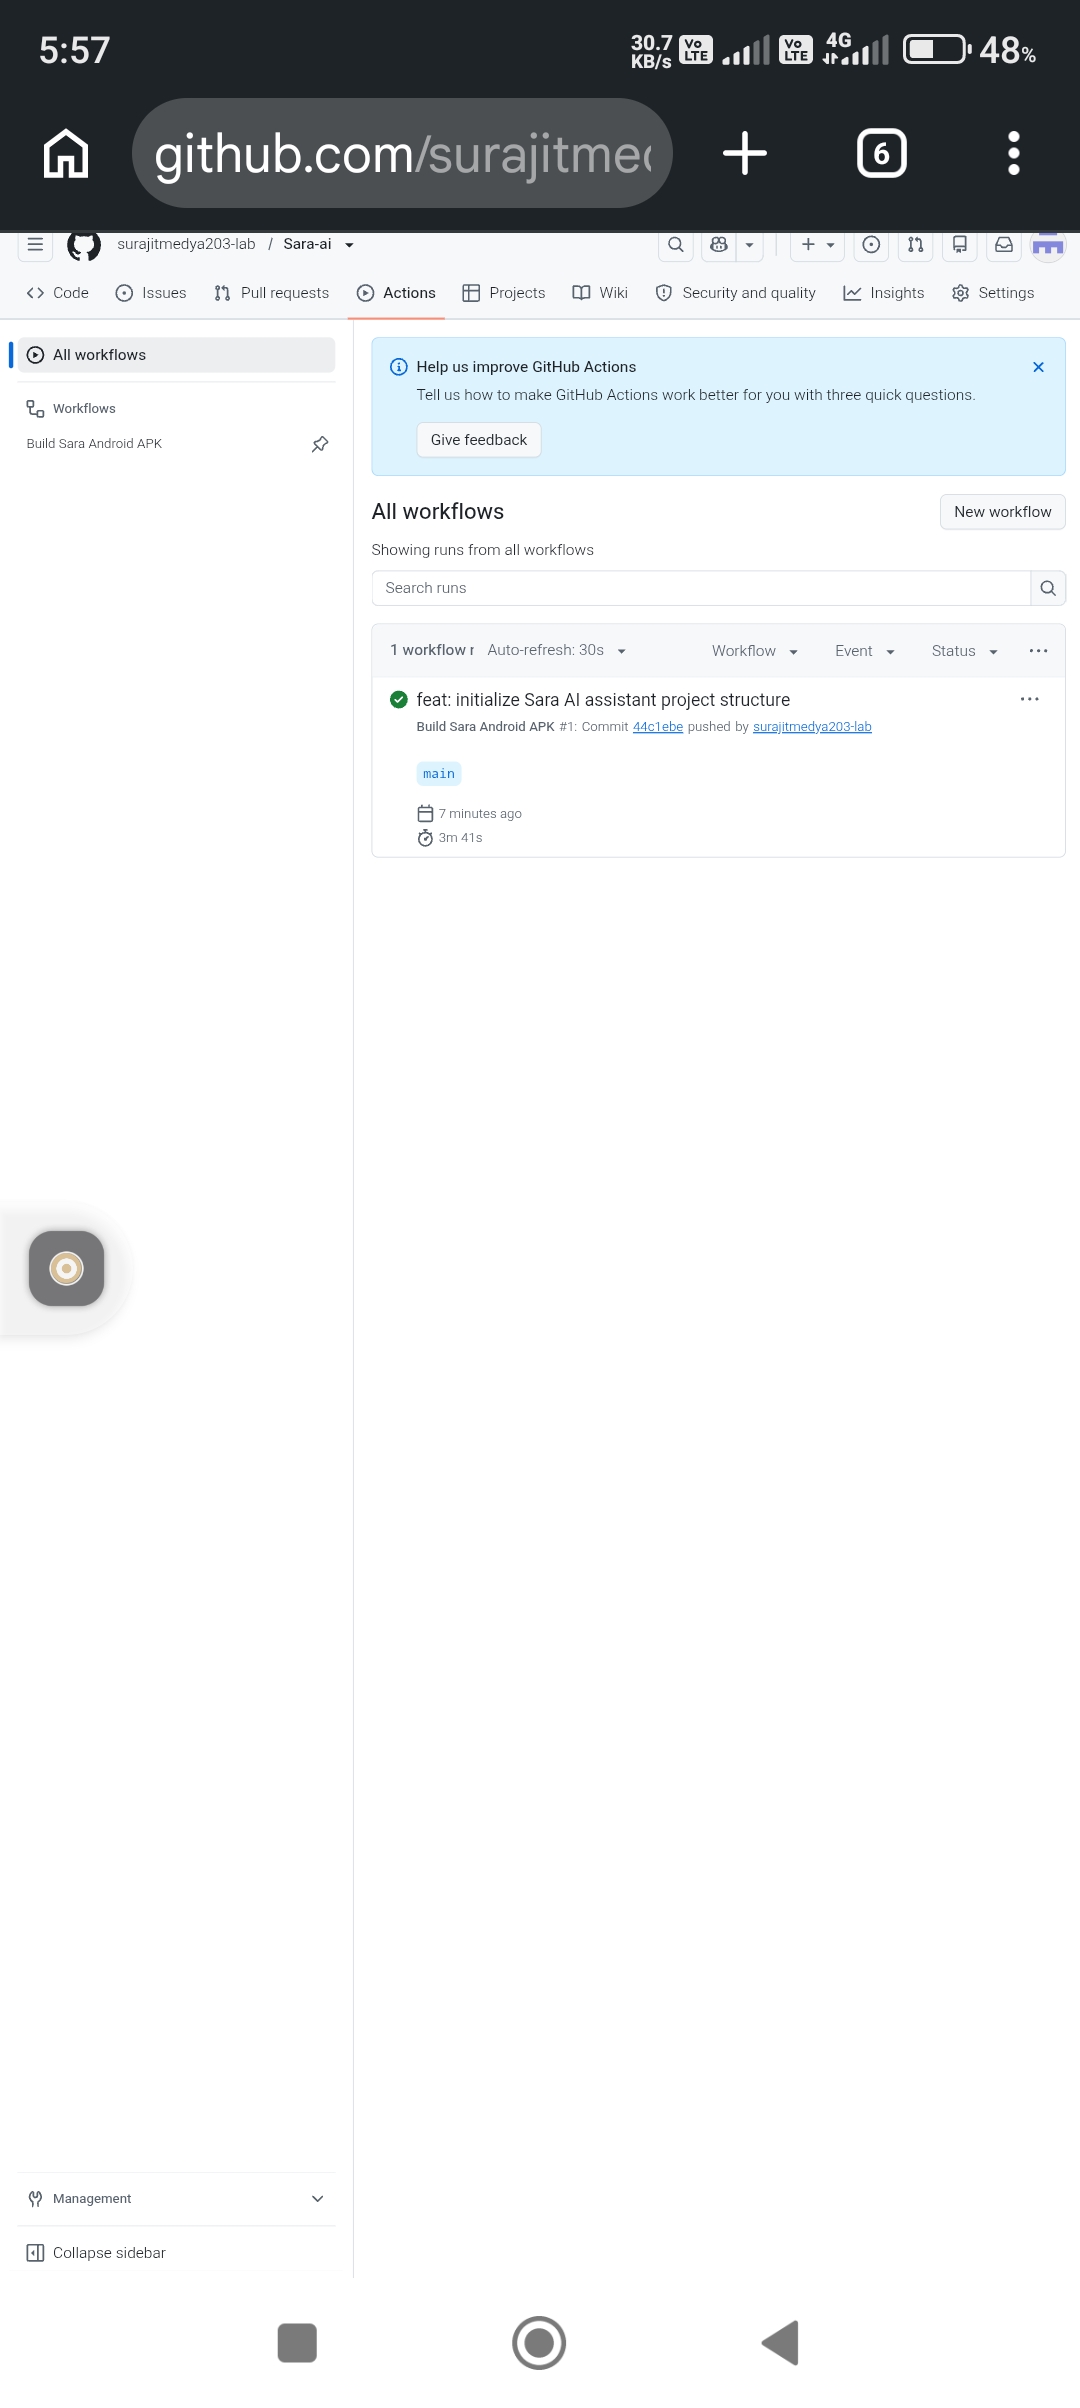 5:57
30.7
KB/s
Vo
LTE
Vo
LTE
4G
48%
github.com/surajitmed
6
surajitmedya203-lab / Sara-ai
Code
Issues
Pull requests
Actions
Projects
Wiki
Security and quality
Insights
Settings
All workflows
Workflows
Build Sara Android APK
Help us improve GitHub Actions
Tell us how to make GitHub Actions work better for you with three quick questions.
Give feedback
All workflows
New workflow
Showing runs from all workflows
Search runs
1 workflow
Auto-refresh: 30s
Workflow
Event
Status
feat: initialize Sara AI assistant project structure
Build Sara Android APK #1: Commit 44c1ebe pushed by surajitmedya203-lab
main
7 minutes ago
3m 41s
Management
Collapse sidebar